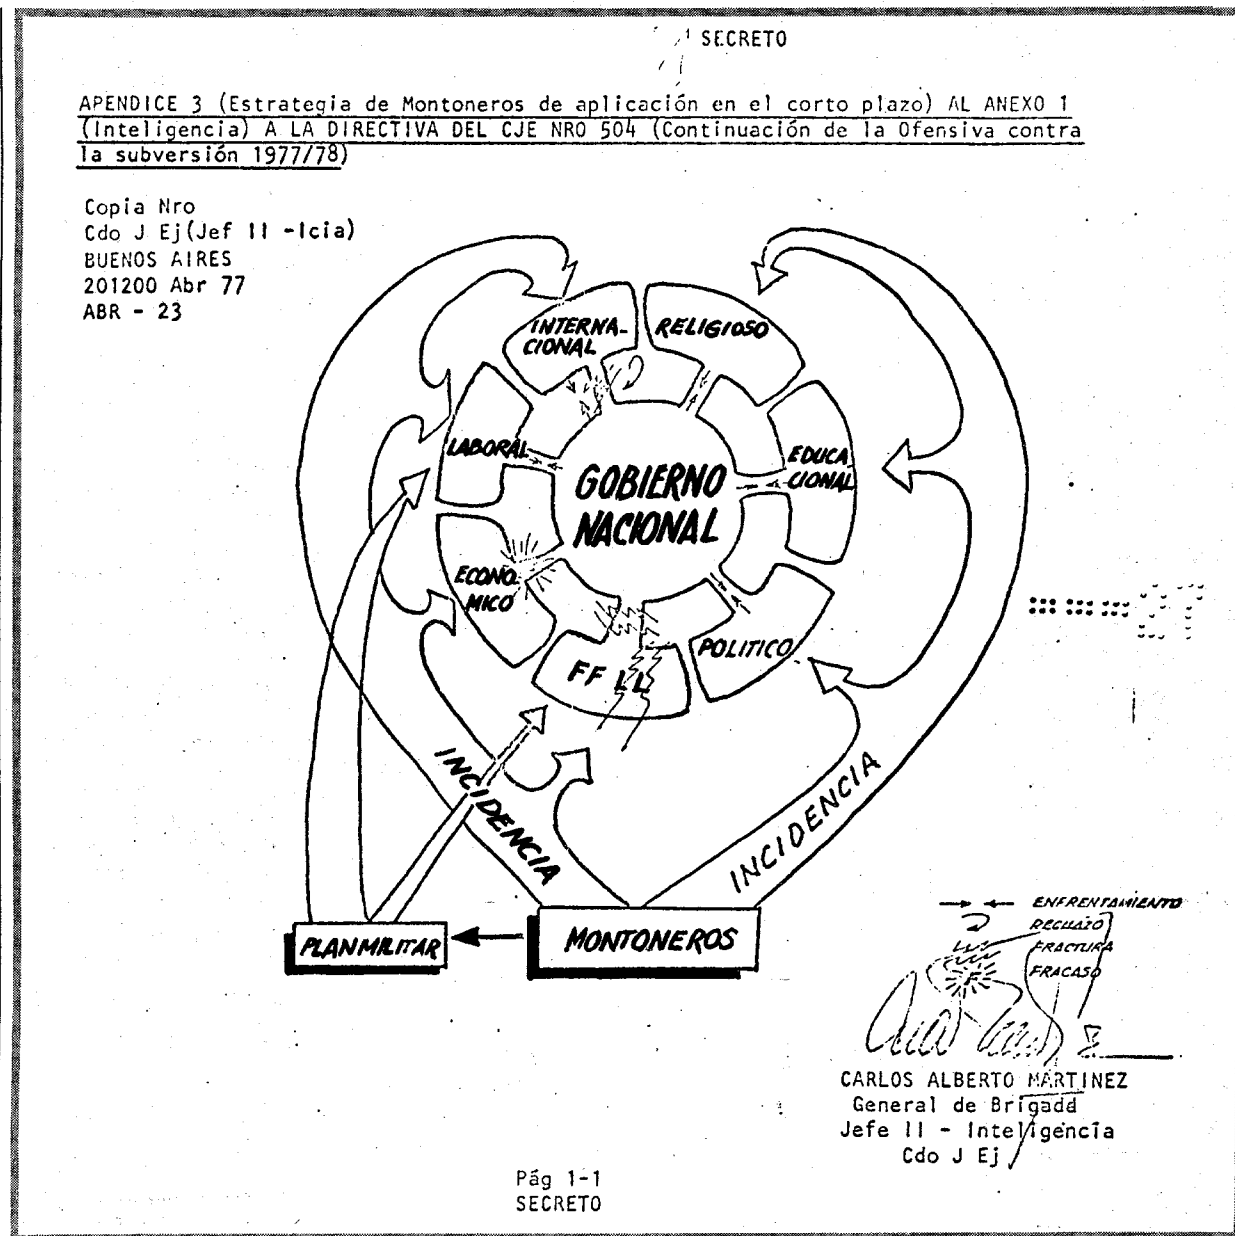 SECRETO
APENDICE 3 (Estrategia de Montoneros de aplicación en el corto plazo) AL ANEXO 1
(Inteligencia) A LA DIRECTIVA DEL CJE NRO 504 (Continuación de la Ofensiva contra
la subversión 1977/78)
Copia Nro
Cdo J Ej(Jef II -Icia)
BUENOS AIRES
201200 Abr 77
ABR - 23
INTERNA-
CIONAL
RELIGIOSO
LABORAL
EDUCA
CIONAL
GOBIERNO
NACIONAL
ECONO-
MICO
POLITICO
FF LL
INCIDENCIA
INCIDENCIA
PLAN MILITAR
MONTONEROS
ENFRENTAMIENTO
RECHAZO
FRACTURA
FRACASO
CARLOS ALBERTO MARTINEZ
General de Brigada
Jefe II - Inteligencia
Cdo J Ej
Pág 1-1
SECRETO